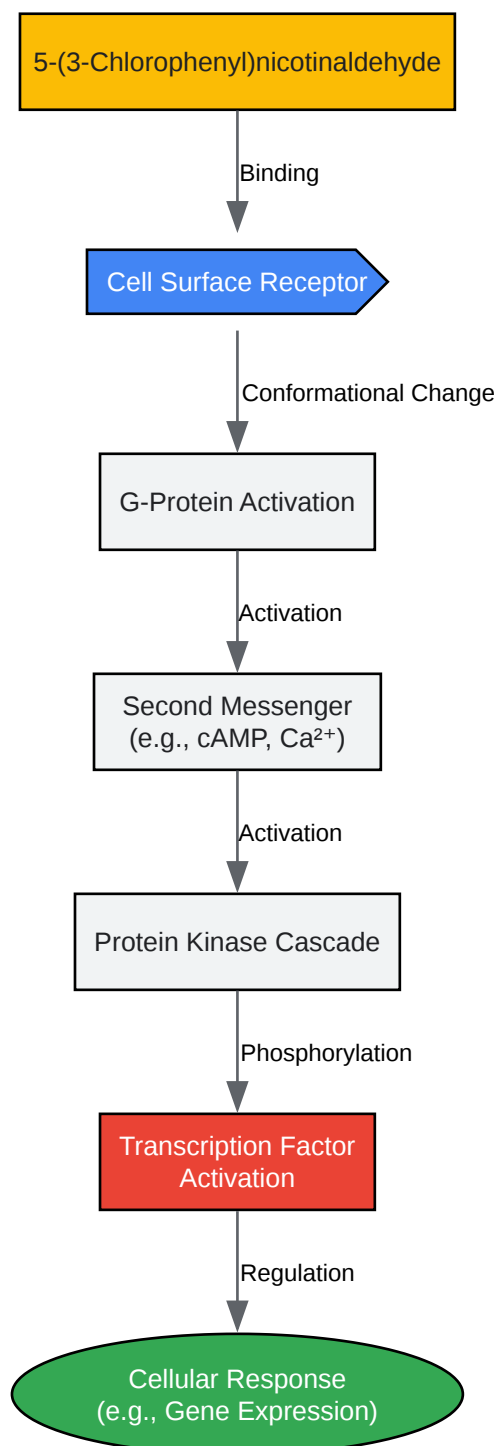 5-(3-Chlorophenyl)nicotinaldehyde
Binding
Cell Surface Receptor
Conformational Change
G-Protein Activation
Activation
Second Messenger
(e.g., cAMP, Ca²⁺)
Activation
Protein Kinase Cascade
Phosphorylation
Transcription Factor
Activation
Regulation
Cellular Response
(e.g., Gene Expression)